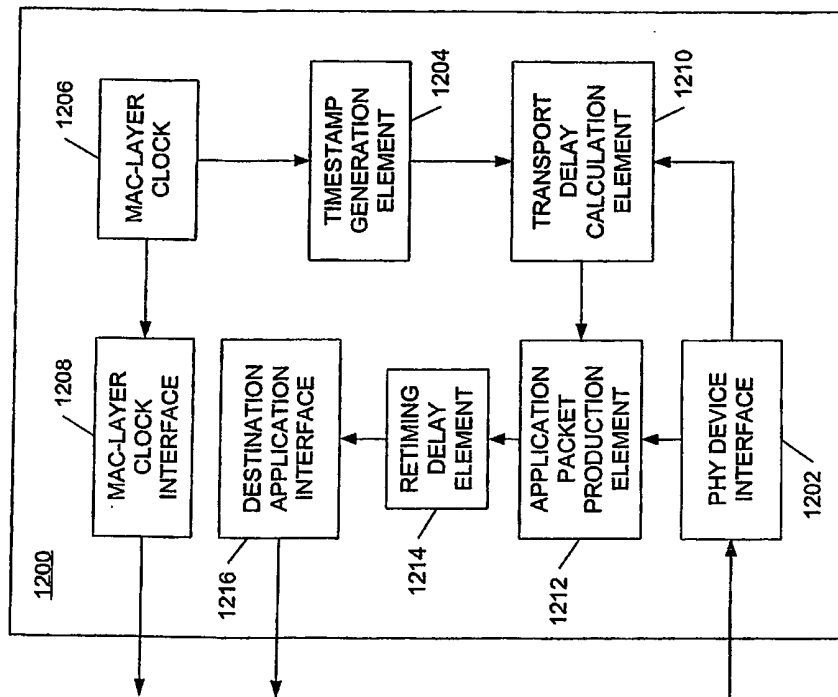 1200
1206
MAC-LAYER
CLOCK
1208
MAC-LAYER
CLOCK
INTERFACE
1204
TIMESTAMP
GENERATION
ELEMENT
1216
DESTINATION
APPLICATION
INTERFACE
1214
RETIMING
DELAY
ELEMENT
1210
TRANSPORT
DELAY
CALCULATION
ELEMENT
1212
APPLICATION
PACKET
PRODUCTION
ELEMENT
PHY DEVICE
INTERFACE
1202